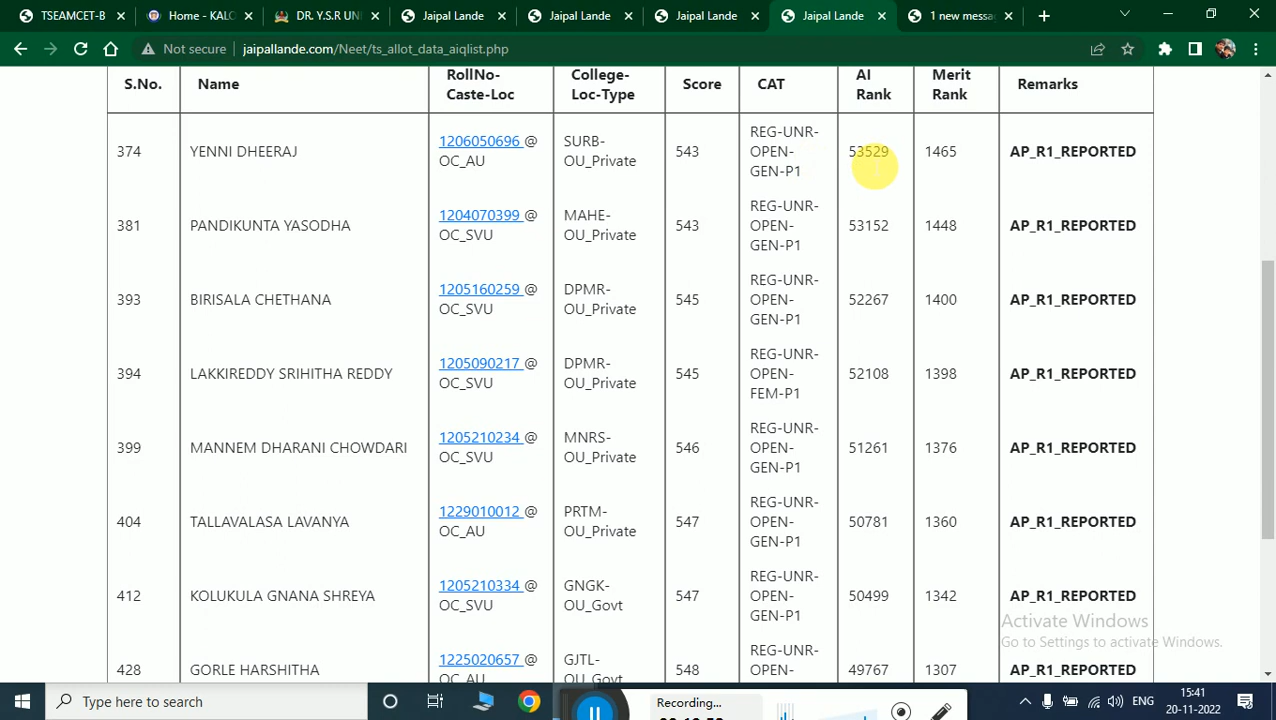 TSEAMCET-B
Home - KALC
DR. Y.S.R UNI
Jaipal Lande
Jaipal Lande
Jaipal Lande
Jaipal Lande
1 new messa
Not secure jaipallande.com/Neet/ts_allot_data_aiqlist.php
S.No. Name RollNo-Caste-Loc College-Loc-Type Score CAT AI Rank Merit Rank Remarks
374 YENNI DHEERAJ 1206050696 @ OC_AU SURB-OU_Private 543 REG-UNR-OPEN-GEN-P1 53529 1465 AP_R1_REPORTED
381 PANDIKUNTA YASODHA 1204070399 @ OC_SVU MAHE-OU_Private 543 REG-UNR-OPEN-GEN-P1 53152 1448 AP_R1_REPORTED
393 BIRISALA CHETHANA 1205160259 @ OC_SVU DPMR-OU_Private 545 REG-UNR-OPEN-GEN-P1 52267 1400 AP_R1_REPORTED
394 LAKKIREDDY SRIHITHA REDDY 1205090217 @ OC_SVU DPMR-OU_Private 545 REG-UNR-OPEN-FEM-P1 52108 1398 AP_R1_REPORTED
399 MANNEM DHARANI CHOWDARI 1205210234 @ OC_SVU MNRS-OU_Private 546 REG-UNR-OPEN-GEN-P1 51261 1376 AP_R1_REPORTED
404 TALLAVALASA LAVANYA 1229010012 @ OC_AU PRTM-OU_Private 547 REG-UNR-OPEN-GEN-P1 50781 1360 AP_R1_REPORTED
412 KOLUKULA GNANA SHREYA 1205210334 @ OC_SVU GNGK-OU_Govt 547 REG-UNR-OPEN-GEN-P1 50499 1342 AP_R1_REPORTED
428 GORLE HARSHITHA 1225020657 @ OC_AU GJTL-OU_Govt 548 REG-UNR-OPEN- 49767 1307 AP_R1_REPORTED
Activate Windows
Go to Settings to activate Windows.
Type here to search
Recording...
ENG
15:41
20-11-2022